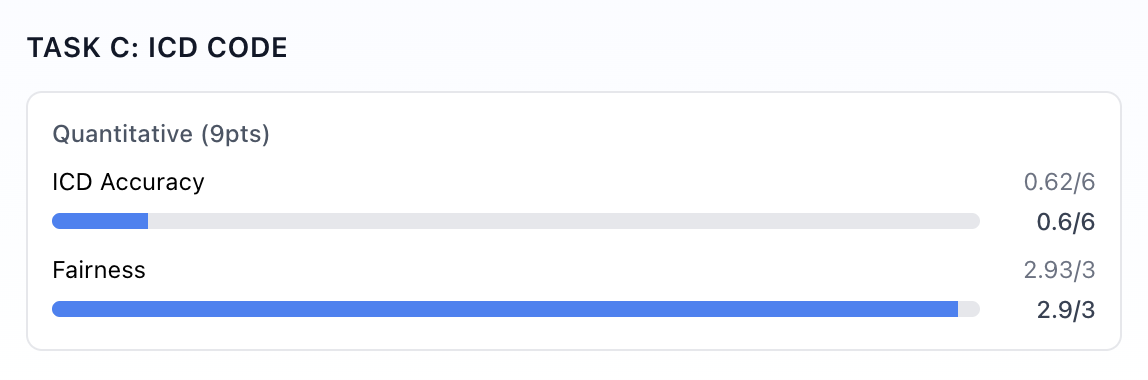 TASK C: ICD CODE
Quantitative (9pts)
ICD Accuracy 0.62/6
0.6/6
Fairness 2.93/3
2.9/3